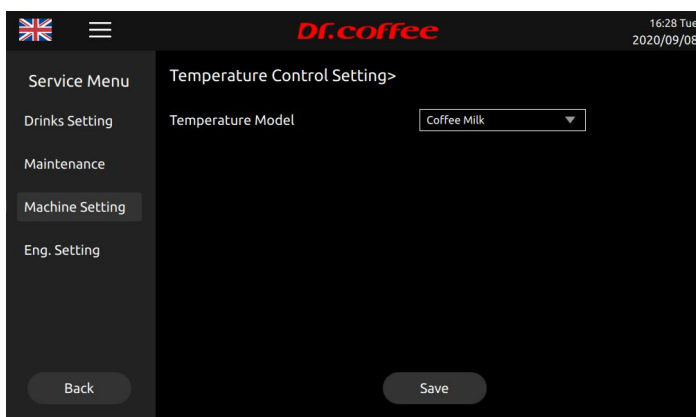 Dr.coffee
16:28 Tue
2020/09/08
Service Menu
Drinks Setting
Maintenance
Machine Setting
Eng. Setting
Back
Temperature Control Setting>
Temperature Model
Coffee Milk
Save